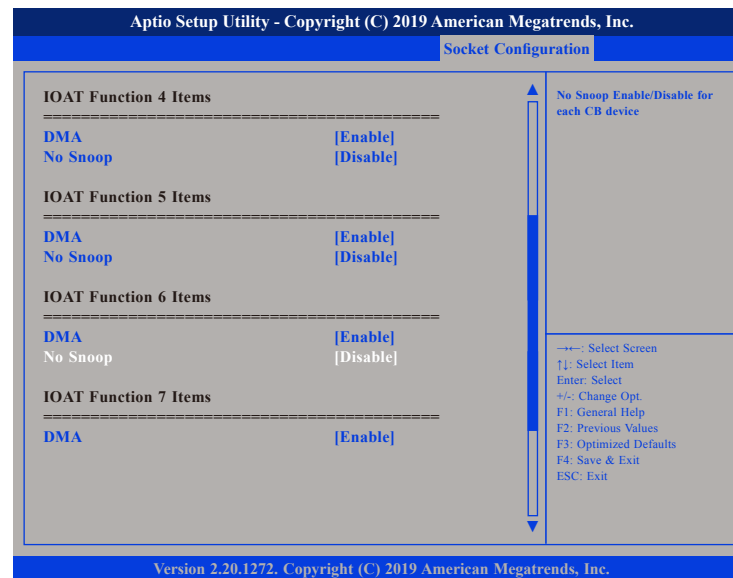 Aptio Setup Utility - Copyright (C) 2019 American Megatrends, Inc.
Socket Configuration
IOAT Function 4 Items
==========================================
DMA [Enable]
No Snoop [Disable]
IOAT Function 5 Items
==========================================
DMA [Enable]
No Snoop [Disable]
IOAT Function 6 Items
==========================================
DMA [Enable]
No Snoop [Disable]
IOAT Function 7 Items
==========================================
DMA [Enable]
No Snoop Enable/Disable for
each CB device
→←: Select Screen
↑↓: Select Item
Enter: Select
+/-: Change Opt.
F1: General Help
F2: Previous Values
F3: Optimized Defaults
F4: Save & Exit
ESC: Exit
Version 2.20.1272. Copyright (C) 2019 American Megatrends, Inc.